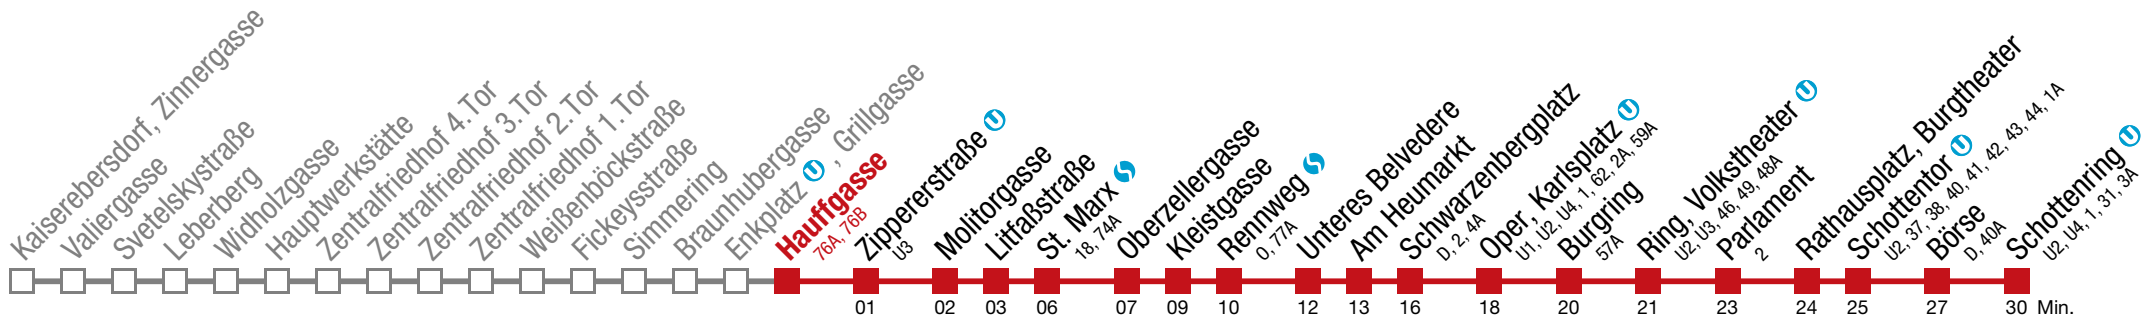 Kaiserebersdorf, Zinnergasse
Valiergasse
Svetelskystraße
Leberberg
Widholzgasse
Hauptwerkstätte
Zentralfriedhof 4.Tor
Zentralfriedhof 3.Tor
Zentralfriedhof 2.Tor
Zentralfriedhof 1.Tor
Weißenböckstraße
Fickeysstraße
Simmering
Braunhubergasse
Enkplatz U, Grillgasse
Hauffgasse
76A, 76B
Zippererstraße U
U3
Molitorgasse
Litfaßstraße
St. Marx S
18, 74A
Oberzellergasse
Kleistgasse
Rennweg S
O, 77A
Unteres Belvedere
Am Heumarkt
Schwarzenbergplatz
D, 2, 4A
Oper, Karlsplatz U
U1, U2, U4, 1, 62, 2A, 59A
Burgring
57A
Ring, Volkstheater U
U2, U3, 46, 49, 48A
Parlament
2
Rathausplatz, Burgtheater
Schottentor U
U2, 37, 38, 40, 41, 42, 43, 44, 1A
Börse
D, 40A
Schottenring U
U2, U4, 1, 31, 3A
01 02 03 06 07 09 10 12 13 16 18 20 21 23 24 25 27 30 Min.